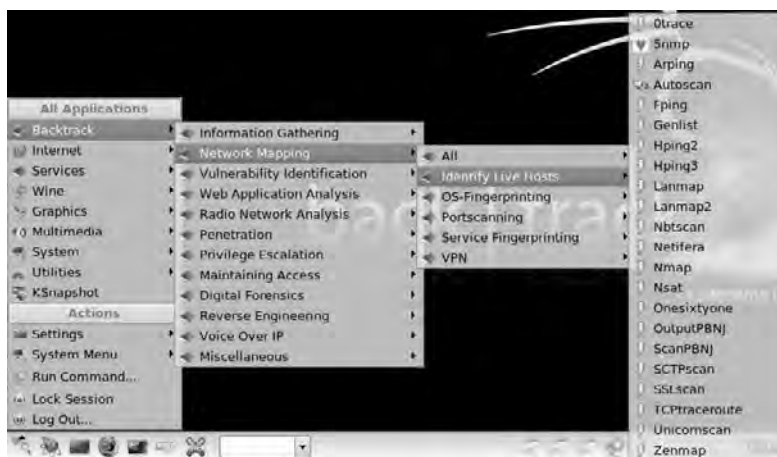 All Applications
Backtrack
Internet
Services
Wine
Graphics
Multimedia
System
Utilities
KSnapshot
Actions
Settings
System Menu
Run Command...
Lock Session
Log Out...
Information Gathering
Network Mapping
Vulnerability Identification
Web Application Analysis
Radio Network Analysis
Penetration
Privilege Escalation
Maintaining Access
Digital Forensics
Reverse Engineering
Voice Over IP
Miscellaneous
All
Identify Live Hosts
OS-Fingerprinting
Portscanning
Service Fingerprinting
VPN
0trace
5nmp
Arping
Autoscan
Fping
Genlist
Hping2
Hping3
Lanmap
Lanmap2
Nbtscan
Netifera
Nmap
Nsat
Onesixtyone
OutputPBNJ
ScanPBNJ
SCTPscan
SSLscan
TCPtraceroute
Unicornscan
Zenmap